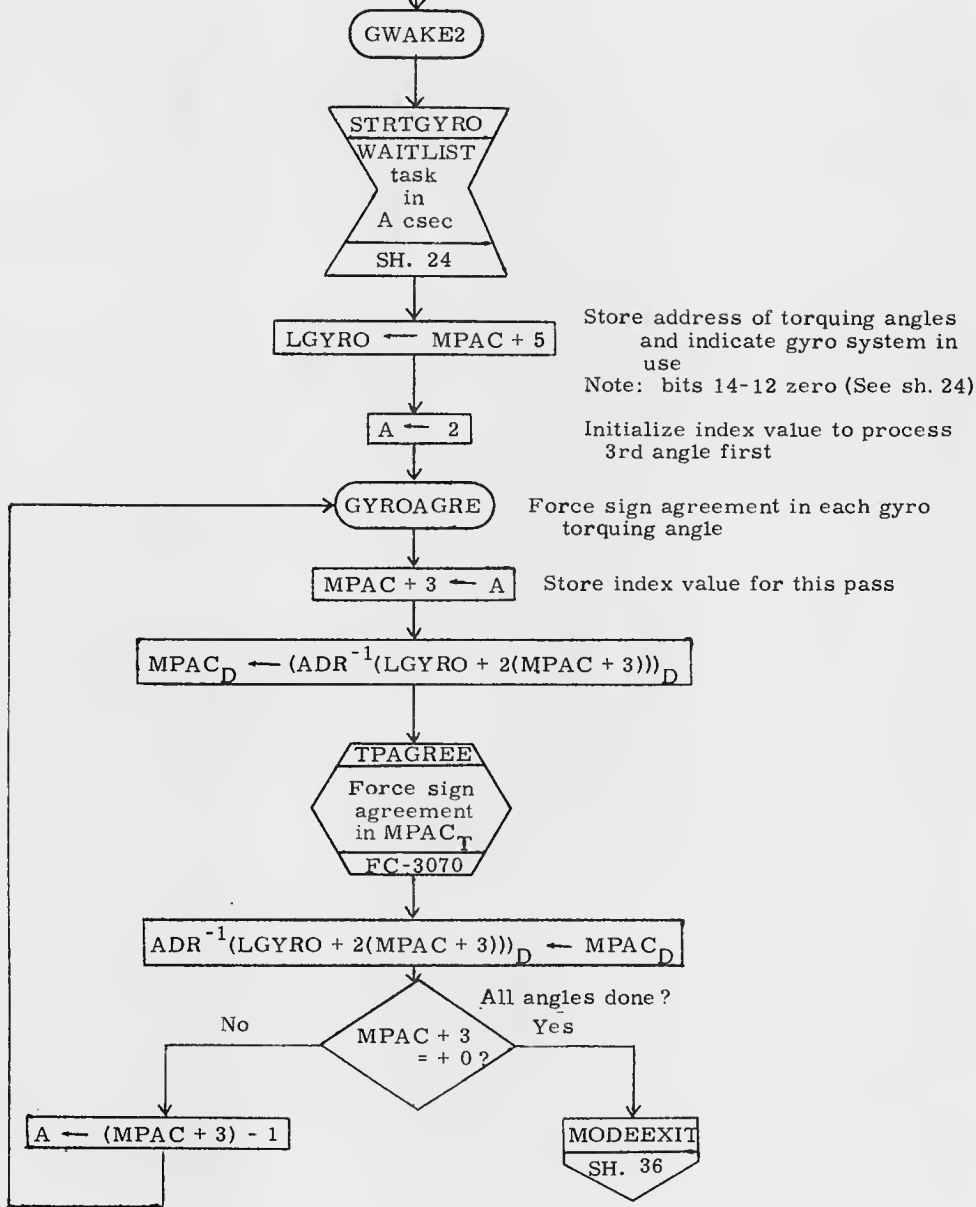 GWAKE2
STRTGYRO
WAITLIST
task
in
A csec
SH. 24
LGYRO ← MPAC + 5
Store address of torquing angles
and indicate gyro system in
use
Note: bits 14-12 zero (See sh. 24)
A ← 2
Initialize index value to process
3rd angle first
GYROAGRE
Force sign agreement in each gyro
torquing angle
MPAC + 3 ← A
Store index value for this pass
MPAC_D ← (ADR^-1(LGYRO + 2(MPAC + 3)))_D
TPAGREE
Force sign
agreement
in MPAC_T
FC-3070
ADR^-1(LGYRO + 2(MPAC + 3)))_D ← MPAC_D
All angles done?
No
MPAC + 3
= + 0?
Yes
A ← (MPAC + 3) - 1
MODEEXIT
SH. 36